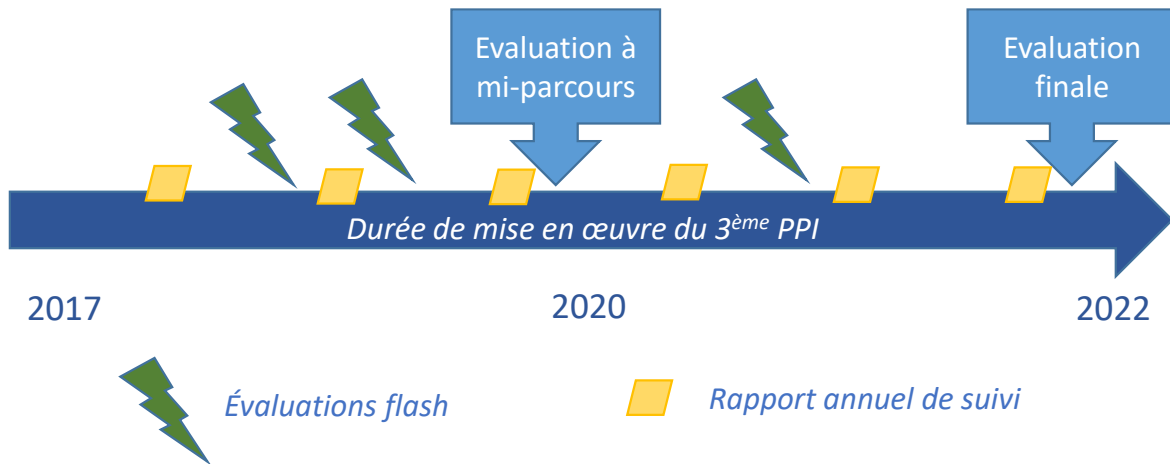 Evaluation à
mi-parcours
Evaluation
finale
Durée de mise en œuvre du 3ème PPI
2017
2020
2022
Évaluations flash
Rapport annuel de suivi